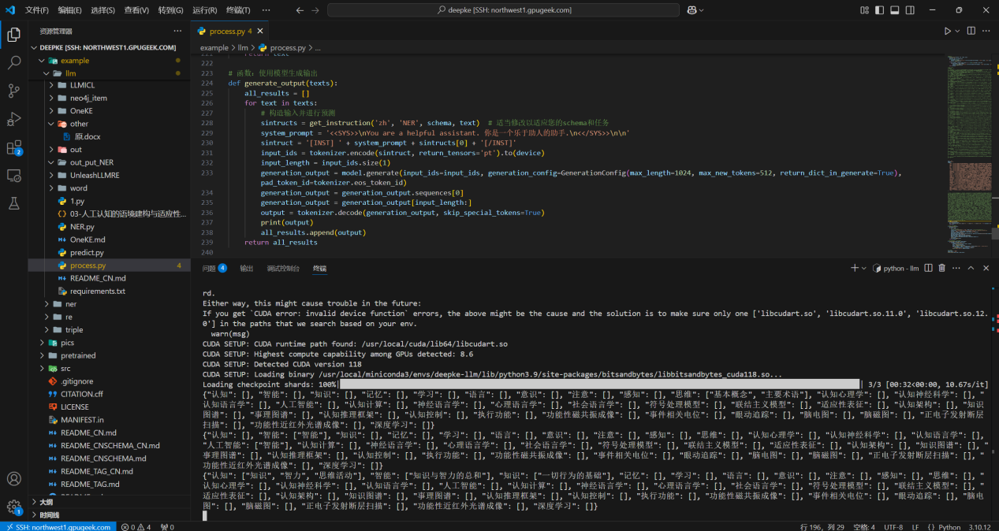 文件(F) 编辑(E) 选择(S) 查看(V) 转到(G) 运行(R) 终端(T) ··· deepke [SSH: northwest1.gpugeek.com]
资源管理器 ···
DEEPKE [SSH: NORTHWEST1.GPUGEEK.COM]
example
llm
LLMICL
neo4j_item
OneKE
other
原.docx
out
out_put_NER
UnleashLLMRE
word
1.py
03-人工认知的语境建构与适应性...
NER.py
OneKE.md
predict.py
process.py 4
README_CN.md
requirements.txt
ner
re
triple
pics
pretrained
src
.gitignore
CITATION.cff
LICENSE
MANIFEST.in
README_CN.md
README_CNSCHEMA_CN.md
README_CNSCHEMA.md
README_TAG_CN.md
README_TAG.md
大纲
时间线
process.py 4
example > llm > process.py > ...
221 return text
222
223 # 函数: 使用模型生成输出
224 def generate_output(texts):
225 all_results = []
226 for text in texts:
227 # 构造输入并进行预测
228 sintructs = get_instruction('zh', 'NER', schema, text) # 适当修改以适应您的schema和任务
229 system_prompt = '<<SYS>>\nYou are a helpful assistant. 你是一个乐于助人的助手.\n<</SYS>>\n\n'
230 sintruct = '[INST] ' + system_prompt + sintructs[0] + '[/INST]'
231 input_ids = tokenizer.encode(sintruct, return_tensors='pt').to(device)
232 input_length = input_ids.size(1)
233 generation_output = model.generate(input_ids=input_ids, generation_config=GenerationConfig(max_length=1024, max_new_tokens=512, return_dict_in_generate=True),
pad_token_id=tokenizer.eos_token_id)
234 generation_output = generation_output.sequences[0]
235 generation_output = generation_output[input_length:]
236 output = tokenizer.decode(generation_output, skip_special_tokens=True)
237 print(output)
238 all_results.append(output)
239 return all_results
240
问题 4 输出 调试控制台 终端 python - llm
rd.
Either way, this might cause trouble in the future:
If you get `CUDA error: invalid device function` errors, the above might be the cause and the solution is to make sure only one ['libcudart.so', 'libcudart.so.11.0', 'libcudart.so.12.
0'] in the paths that we search based on your env.
warn(msg)
CUDA SETUP: CUDA runtime path found: /usr/local/cuda/lib64/libcudart.so
CUDA SETUP: Highest compute capability among GPUs detected: 8.6
CUDA SETUP: Detected CUDA version 118
CUDA SETUP: Loading binary /usr/local/miniconda3/envs/deepke-llm/lib/python3.9/site-packages/bitsandbytes/libbitsandbytes_cuda118.so...
Loading checkpoint shards: 100%| | 3/3 [00:32<00:00, 10.67s/it]
{"认知": [], "智能": [], "知识": [], "记忆": [], "学习": [], "语言": [], "意识": [], "注意": [], "感知": [], "思维": ["基本概念", "主要术语"], "认知心理学": [], "认知神经科学": [], "认知语言学": [], "人工智能": [], "认知计算": [], "神经语言学": [], "心理语言学": [], "社会语言学": [], "符号处理模型": [], "联结主义模型": [], "适应性表征": [], "认知架构": [], "知识图谱": [], "事理图谱": [], "认知推理框架": [], "认知控制": [], "执行功能": [], "功能性磁共振成像": [], "事件相关电位": [], "眼动追踪": [], "脑电图": [], "脑磁图": [], "正电子发射断层扫描": [], "功能性近红外光谱成像": [], "深度学习": []}
{"认知": [], "智能": ["智能"], "知识": [], "记忆": [], "学习": [], "语言": [], "意识": [], "注意": [], "感知": [], "思维": [], "认知心理学": [], "认知神经科学": [], "认知语言学": [], "人工智能": ["智能"], "认知计算": [], "神经语言学": [], "心理语言学": [], "社会语言学": [], "符号处理模型": [], "联结主义模型": [], "适应性表征": [], "认知架构": [], "知识图谱": [], "事理图谱": [], "认知推理框架": [], "认知控制": [], "执行功能": [], "功能性磁共振成像": [], "事件相关电位": [], "眼动追踪": [], "脑电图": [], "脑磁图": [], "正电子发射断层扫描": [], "功能性近红外光谱成像": [], "深度学习": []}
{"认知": ["知识", "智力", "思维活动"], "智能": ["知识与智力的总和"], "知识": ["一切行为的基础"], "记忆": [], "学习": [], "语言": [], "意识": [], "注意": [], "感知": [], "思维": [], "认知心理学": [], "认知神经科学": [], "认知语言学": [], "人工智能": [], "认知计算": [], "神经语言学": [], "心理语言学": [], "社会语言学": [], "符号处理模型": [], "联结主义模型": [], "适应性表征": [], "认知架构": [], "知识图谱": [], "事理图谱": [], "认知推理框架": [], "认知控制": [], "执行功能": [], "功能性磁共振成像": [], "事件相关电位": [], "眼动追踪": [], "脑电图": [], "脑磁图": [], "正电子发射断层扫描": [], "功能性近红外光谱成像": [], "深度学习": []}
SSH: northwest1.gpugeek.com 0 4 0 行 196，列 29 空格: 4 UTF-8 LF {} Python 3.10.12